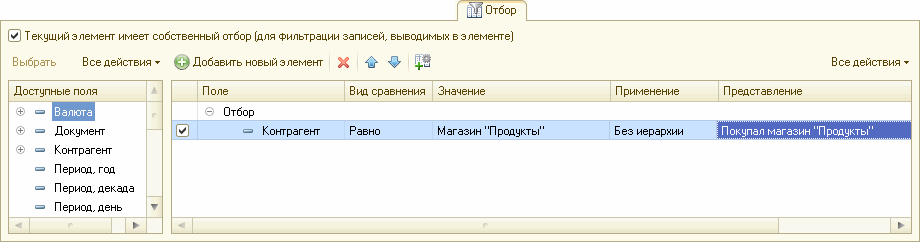 Отбор
Текущий элемент имеет собственный отбор (для фильтрации записей, выводимых в элементе)
Выбрать Все действия Добавить новый элемент Все действия
Доступные поля Поле Вид сравнения Значение Применение Представление
Валюта Отбор
Документ Контрагент Равно Магазин "Продукты" Без иерархии Покупал магазин "Продукты"
Контрагент
Период, год
Период, декада
Период, день